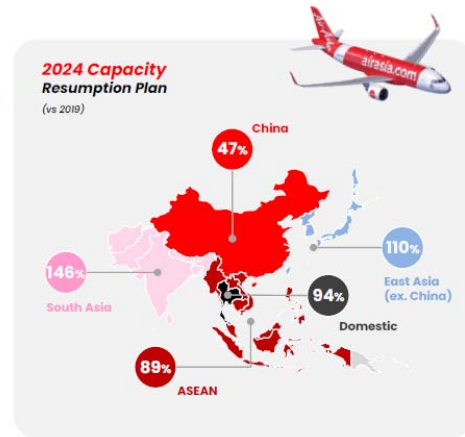 2024 Capacity
Resumption Plan
(vs 2019)
airasia.com
China
47%
146%
South Asia
110%
East Asia
(ex. China)
94%
Domestic
89%
ASEAN